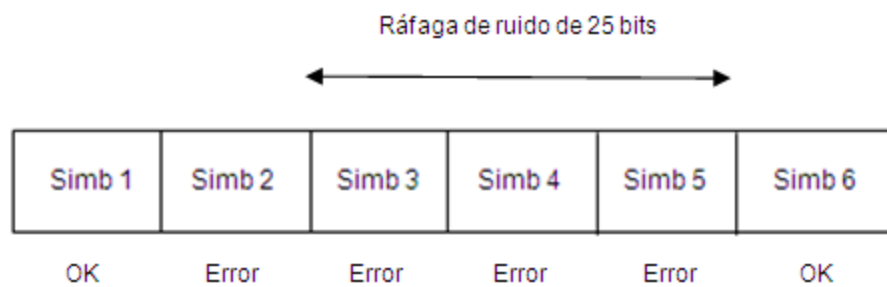 Ráfaga de ruido de 25 bits
Simb 1 Simb 2 Simb 3 Simb 4 Simb 5 Simb 6
OK Error Error Error Error OK